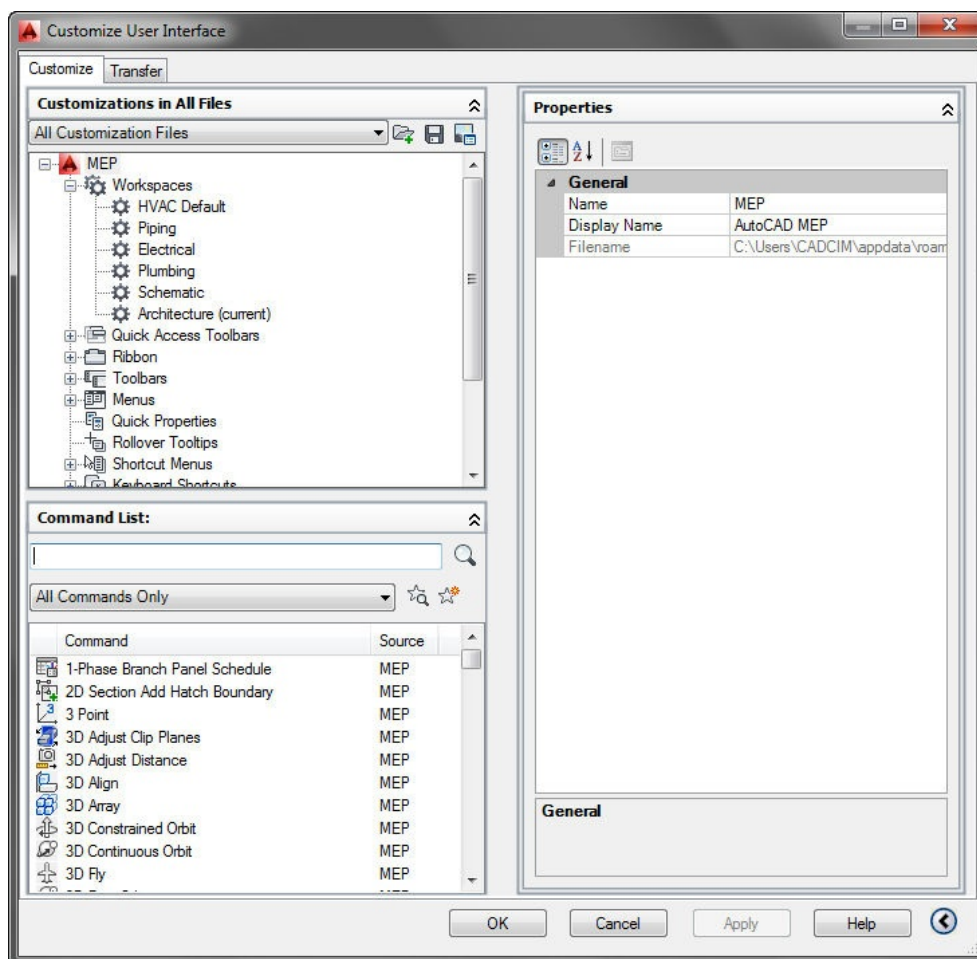 Customize User Interface
Customize
Transfer
Customizations in All Files
All Customization Files
MEP
Workspaces
HVAC Default
Piping
Electrical
Plumbing
Schematic
Architecture (current)
Quick Access Toolbars
Ribbon
Toolbars
Menus
Quick Properties
Rollover Tooltips
Shortcut Menus
Keyboard Shortcuts
Command List:
All Commands Only
Command Source
1-Phase Branch Panel Schedule MEP
2D Section Add Hatch Boundary MEP
3 Point MEP
3D Adjust Clip Planes MEP
3D Adjust Distance MEP
3D Align MEP
3D Array MEP
3D Constrained Orbit MEP
3D Continuous Orbit MEP
3D Fly MEP
Properties
General
Name MEP
Display Name AutoCAD MEP
Filename C:\Users\CADCIM\appdata\roam
General
OK
Cancel
Apply
Help